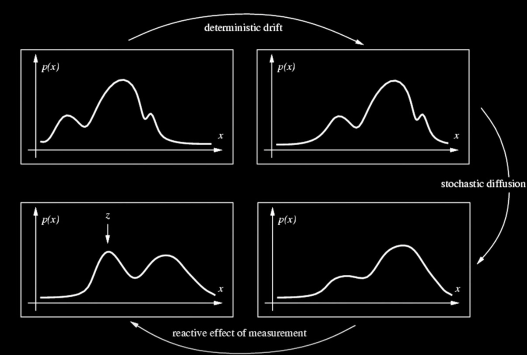 deterministic drift
p(x)
x
p(x)
x
stochastic diffusion
p(x)
z
x
p(x)
x
reactive effect of measurement